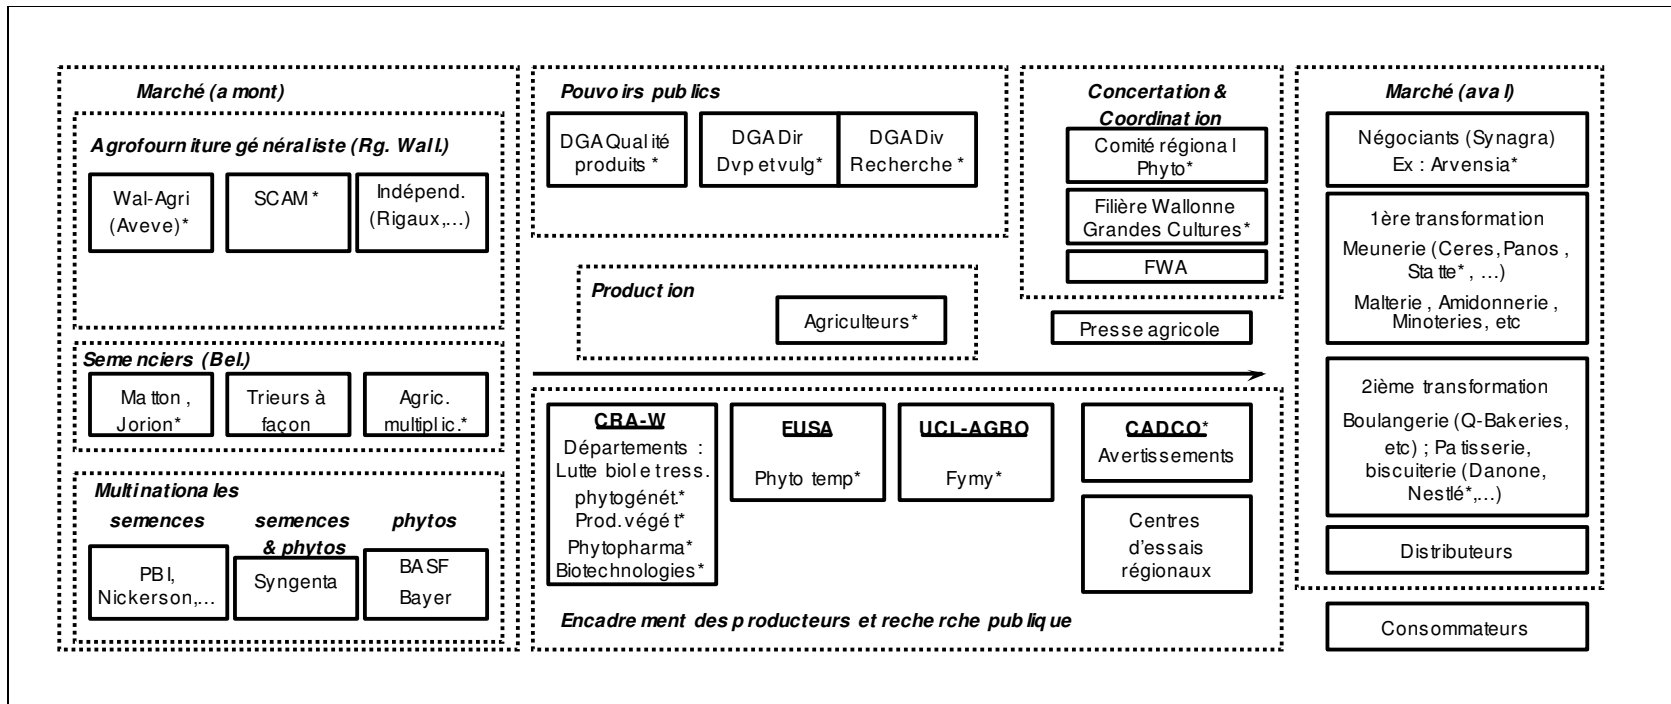 Marché (amont)
Agrofourniture généraliste (Rg. Wall.)
Wal-Agri
(Aveve)*
SCAM*
Indépend.
(Rigaux,…)
Semenciers (Bel.)
Matton,
Jorion*
Trieurs à
façon
Agric.
multiplic.*
Multinationales
semences
semences
& phytos
phytos
PBI,
Nickerson,…
Syngenta
BASF
Bayer
Pouvoirs publics
DGA Qualité
produits *
DGA Dir
Dvp et vulg*
DGA Div
Recherche*
Production
Agriculteurs*
Concertation &
Coordination
Comité régional
Phyto*
Filière Wallonne
Grandes Cultures*
FWA
Presse agricole
CRA-W
Départements :
Lutte biol et ress.
phytogénét.*
Prod. végét*
Phytopharma*
Biotechnologies*
FUSA
Phyto temp*
UCL-AGRO
Fymy*
CADCO*
Avertissements
Centres
d'essais
régionaux
Encadrement des producteurs et recherche publique
Marché (aval)
Négociants (Synagra)
Ex : Arvensia*
1ère transformation
Meunerie (Ceres, Panos,
Statte*, …)
Malterie, Amidonnerie,
Minoteries, etc
2ième transformation
Boulangerie (Q-Bakeries,
etc) ; Patisserie,
biscuiterie (Danone,
Nestlé*,…)
Distributeurs
Consommateurs